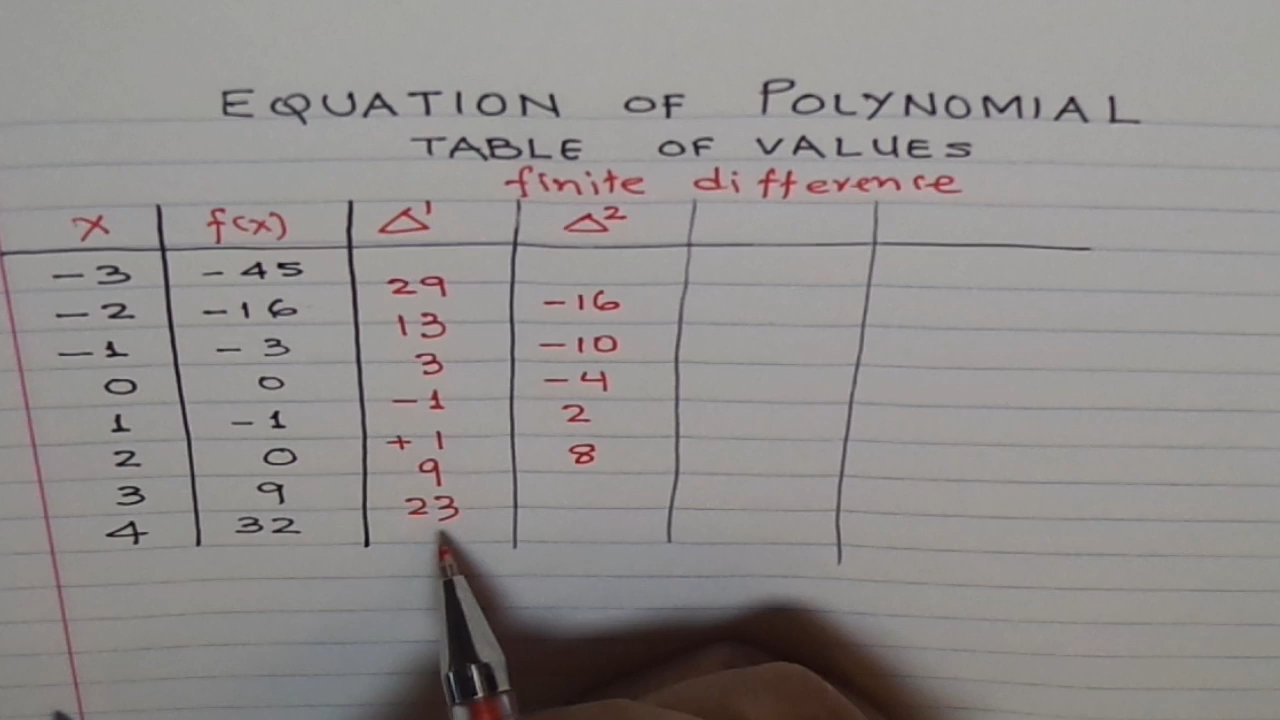 EQUATION OF POLYNOMIAL
TABLE OF VALUES
finite difference
x f(x) Δ¹ Δ²
-3 -45
29
-2 -16 -16
13
-1 -3 -10
3
0 0 -4
-1
1 -1 2
+1
2 0 8
9
3 9
23
4 32